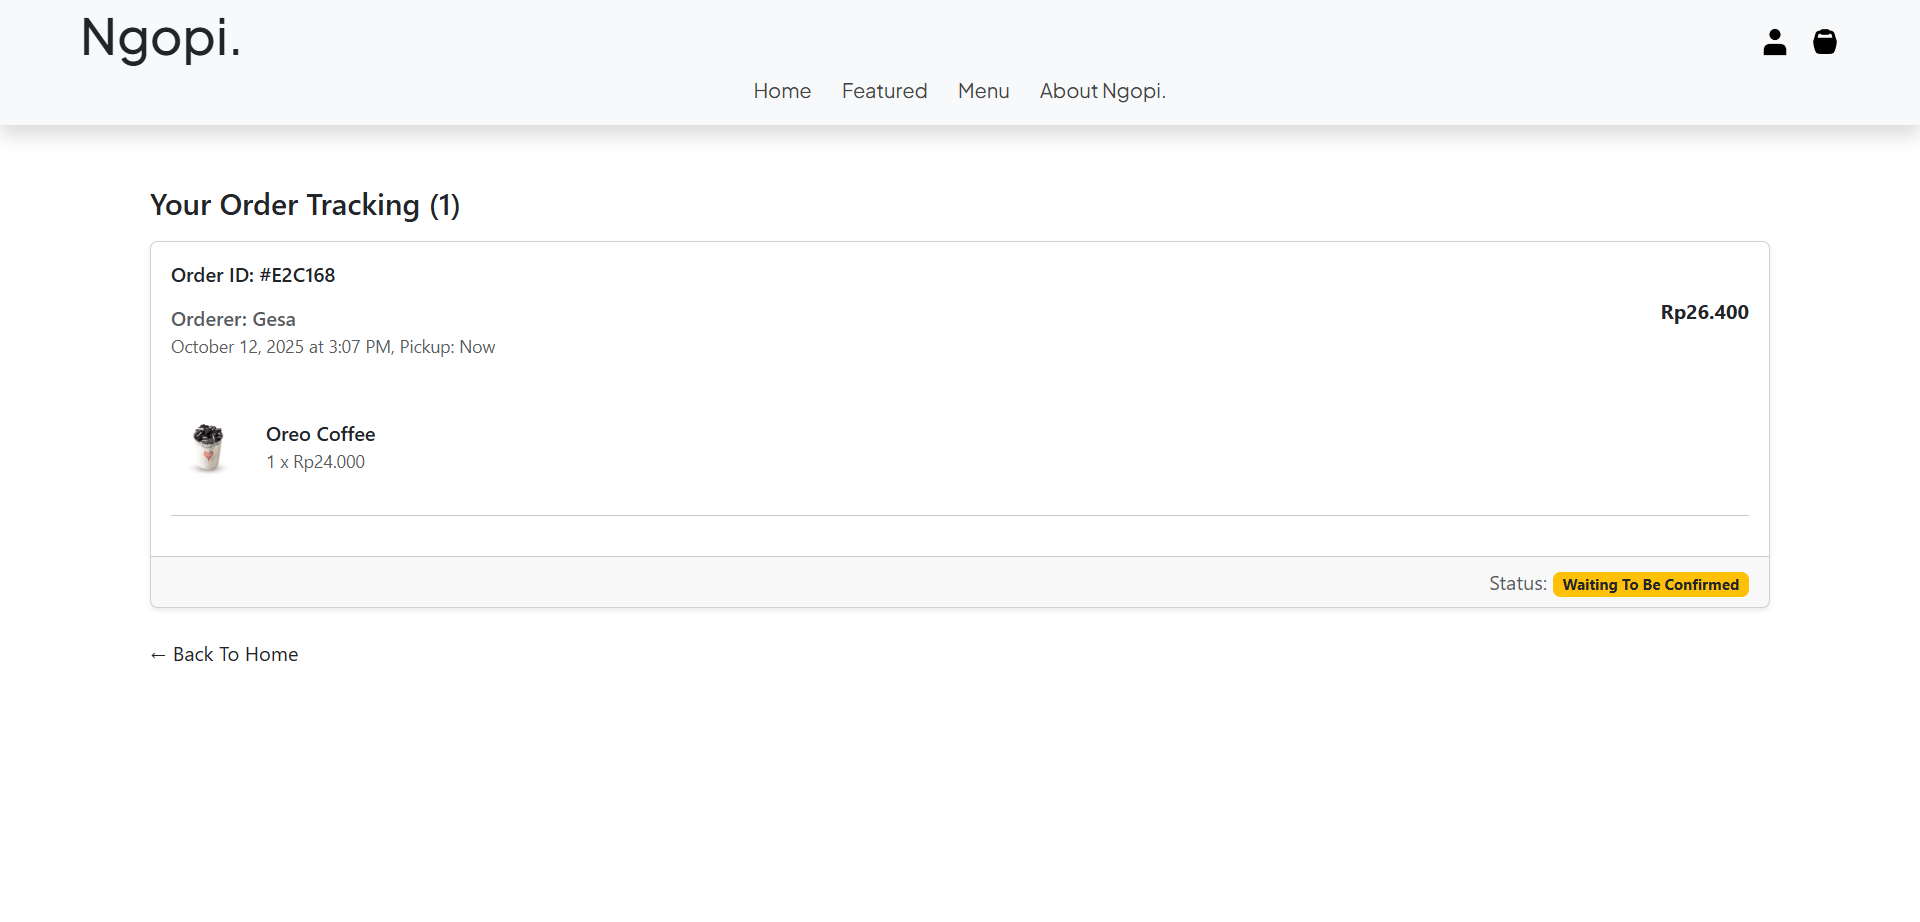 Ngopi.
Home Featured Menu About Ngopi.
Your Order Tracking (1)
Order ID: #E2C168
Orderer: Gesa
Rp26.400
October 12, 2025 at 3:07 PM, Pickup: Now
Oreo Coffee
1 x Rp24.000
Status: Waiting To Be Confirmed
← Back To Home